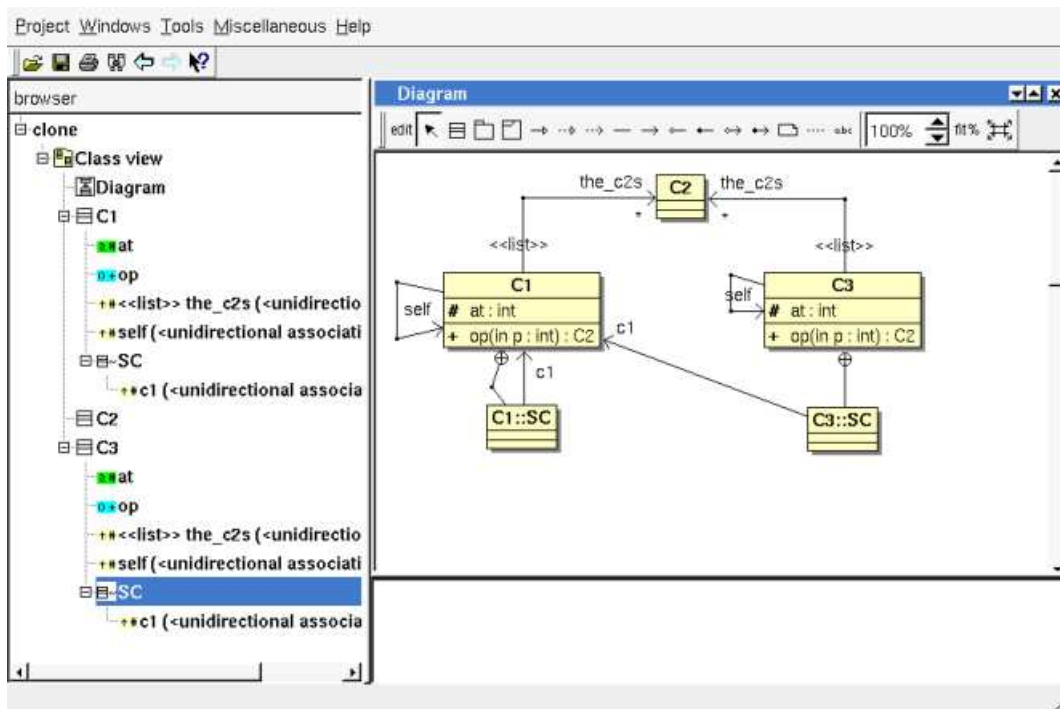 Project Windows Tools Miscellaneous Help
browser
clone
Class view
Diagram
C1
at
op
<<list>> the_c2s (<unidirectio
self (<unidirectional associati
SC
c1 (<unidirectional associa
C2
C3
at
op
<<list>> the_c2s (<unidirectio
self (<unidirectional associati
SC
c1 (<unidirectional associa
Diagram
edit abc 100% fit%
the_c2s C2 the_c2s
* *
<<list>> <<list>>
C1 C3
self # at : int self # at : int
+ op(in p : int) : C2 c1 + op(in p : int) : C2
c1
C1::SC C3::SC